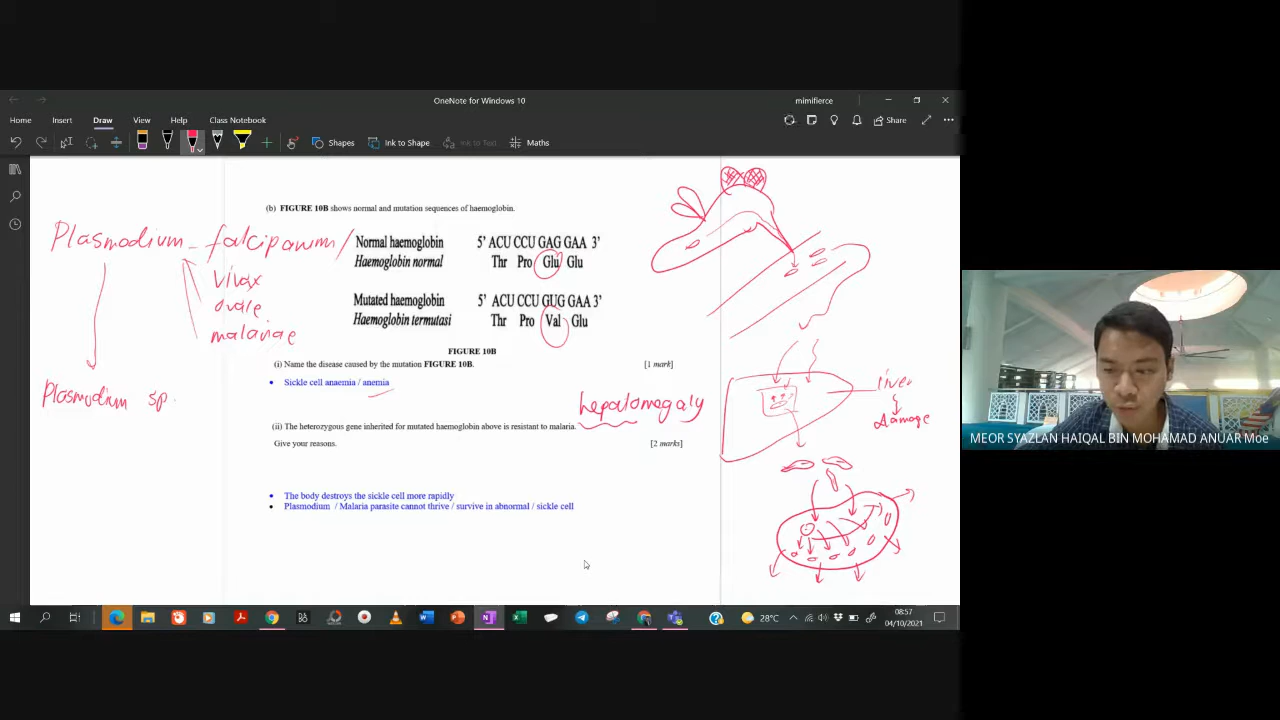 OneNote for Windows 10
mimifierce
Home Insert Draw View Help Class Notebook
Share
Shapes Ink to Shape Ink to Text Maths
(b) FIGURE 10B shows normal and mutation sequences of haemoglobin.
Plasmodium - falciparum /
vivax
ovale
malariae
Plasmodium sp.
Normal haemoglobin 5' ACU CCU GAG GAA 3'
Haemoglobin normal Thr Pro Glu Glu
Mutated haemoglobin 5' ACU CCU GUG GAA 3'
Haemoglobin termutasi Thr Pro Val Glu
FIGURE 10B
(i) Name the disease caused by the mutation FIGURE 10B. [1 mark]
• Sickle cell anaemia / anemia
hepatomegaly
(ii) The heterozygous gene inherited for mutated haemoglobin above is resistant to malaria.
Give your reasons. [2 marks]
• The body destroys the sickle cell more rapidly
• Plasmodium / Malaria parasite cannot thrive / survive in abnormal / sickle cell
liver
damage
MEOR SYAZLAN HAIQAL BIN MOHAMAD ANUAR Moe
28°C
08:57
04/10/2021